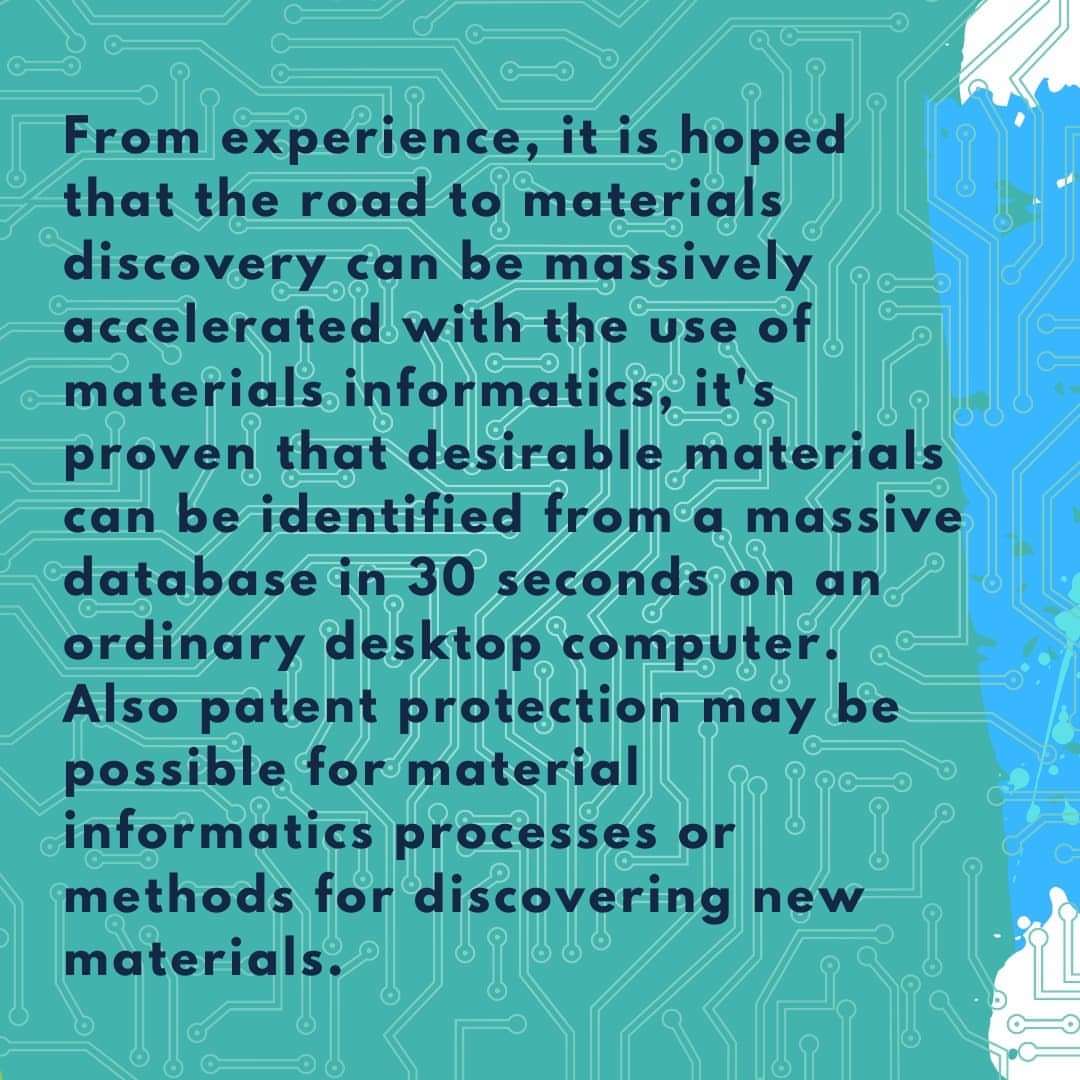 From experience, it is hoped
that the road to materials
discovery can be massively
accelerated with the use of
materials informatics, it's
proven that desirable materials
can be identified from a massive
database in 30 seconds on an
ordinary desktop computer.
Also patent protection may be
possible for material
informatics processes or
methods for discovering new
materials.